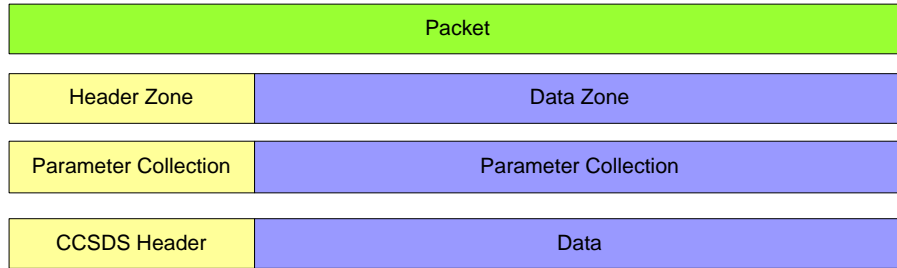 Packet
Header Zone
Data Zone
Parameter Collection
Parameter Collection
CCSDS Header
Data